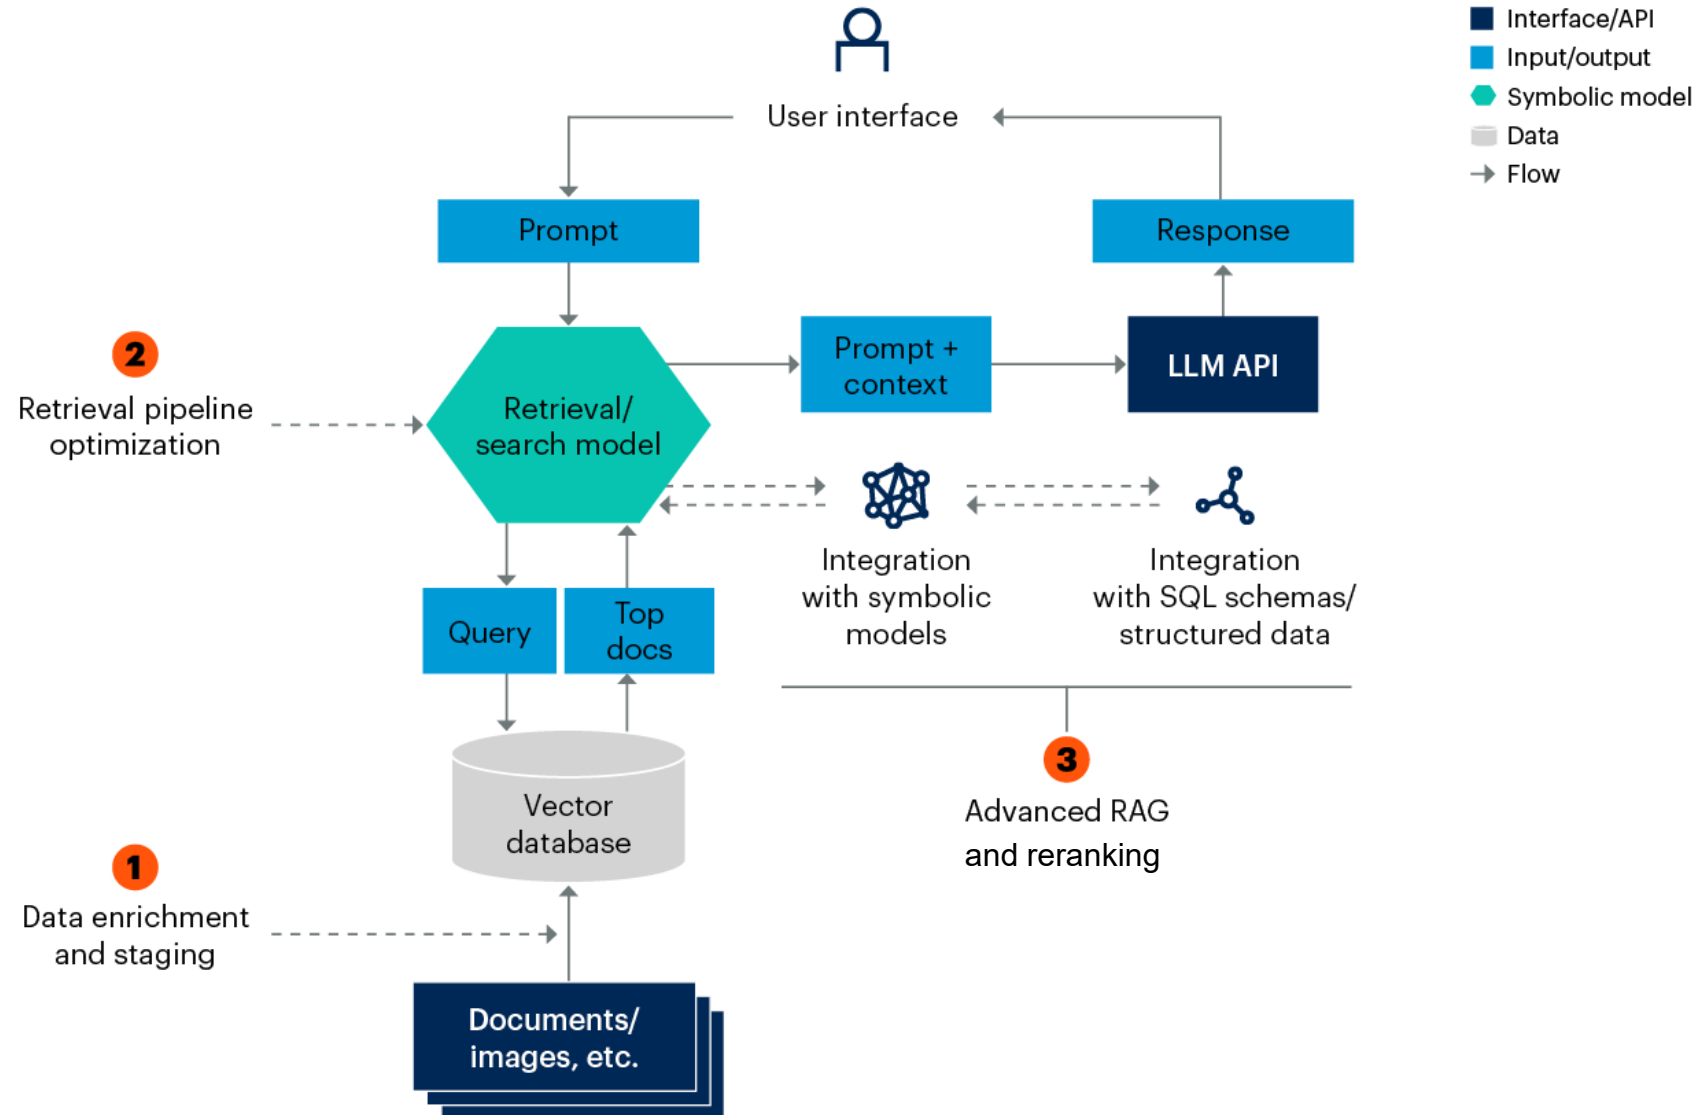 Interface/API
Input/output
Symbolic model
Data
Flow
User interface
Prompt
Response
2
Retrieval pipeline
optimization
Retrieval/
search model
Prompt +
context
LLM API
Integration
with symbolic
models
Integration
with SQL schemas/
structured data
Query
Top
docs
3
Advanced RAG
and reranking
Vector
database
1
Data enrichment
and staging
Documents/
images, etc.